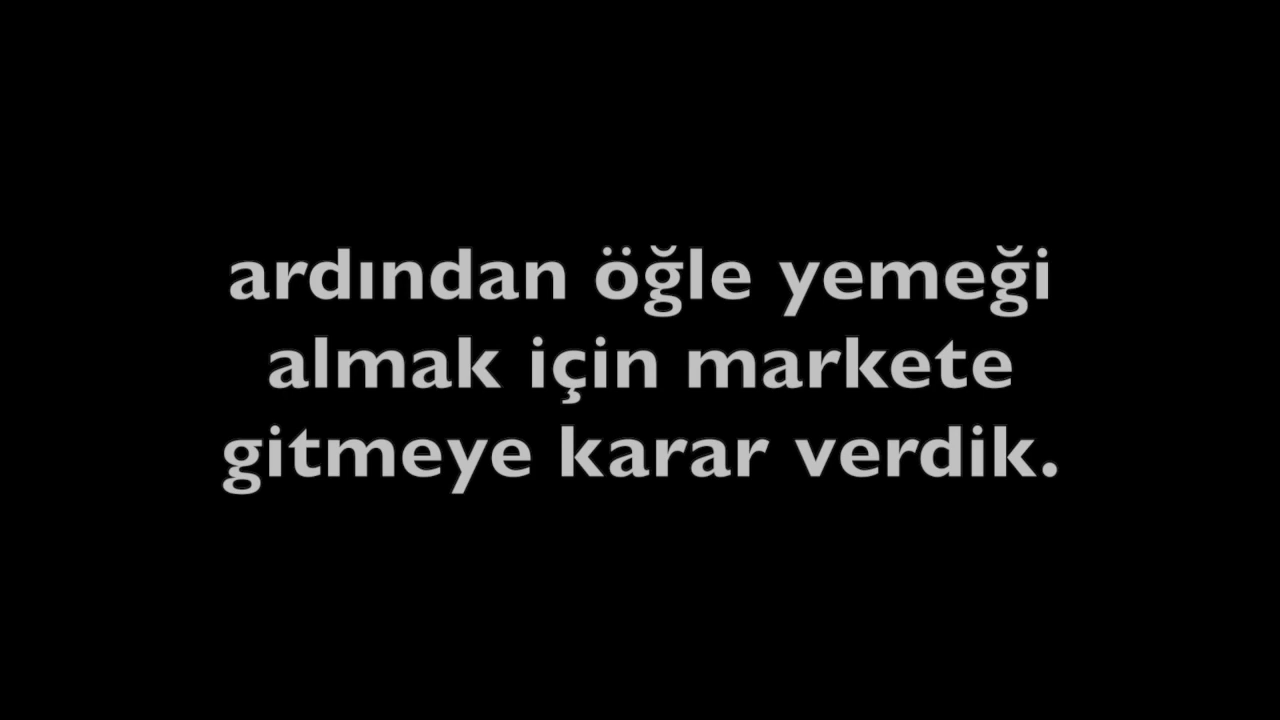 ardından öğle yemeği
almak için markete
gitmeye karar verdik.